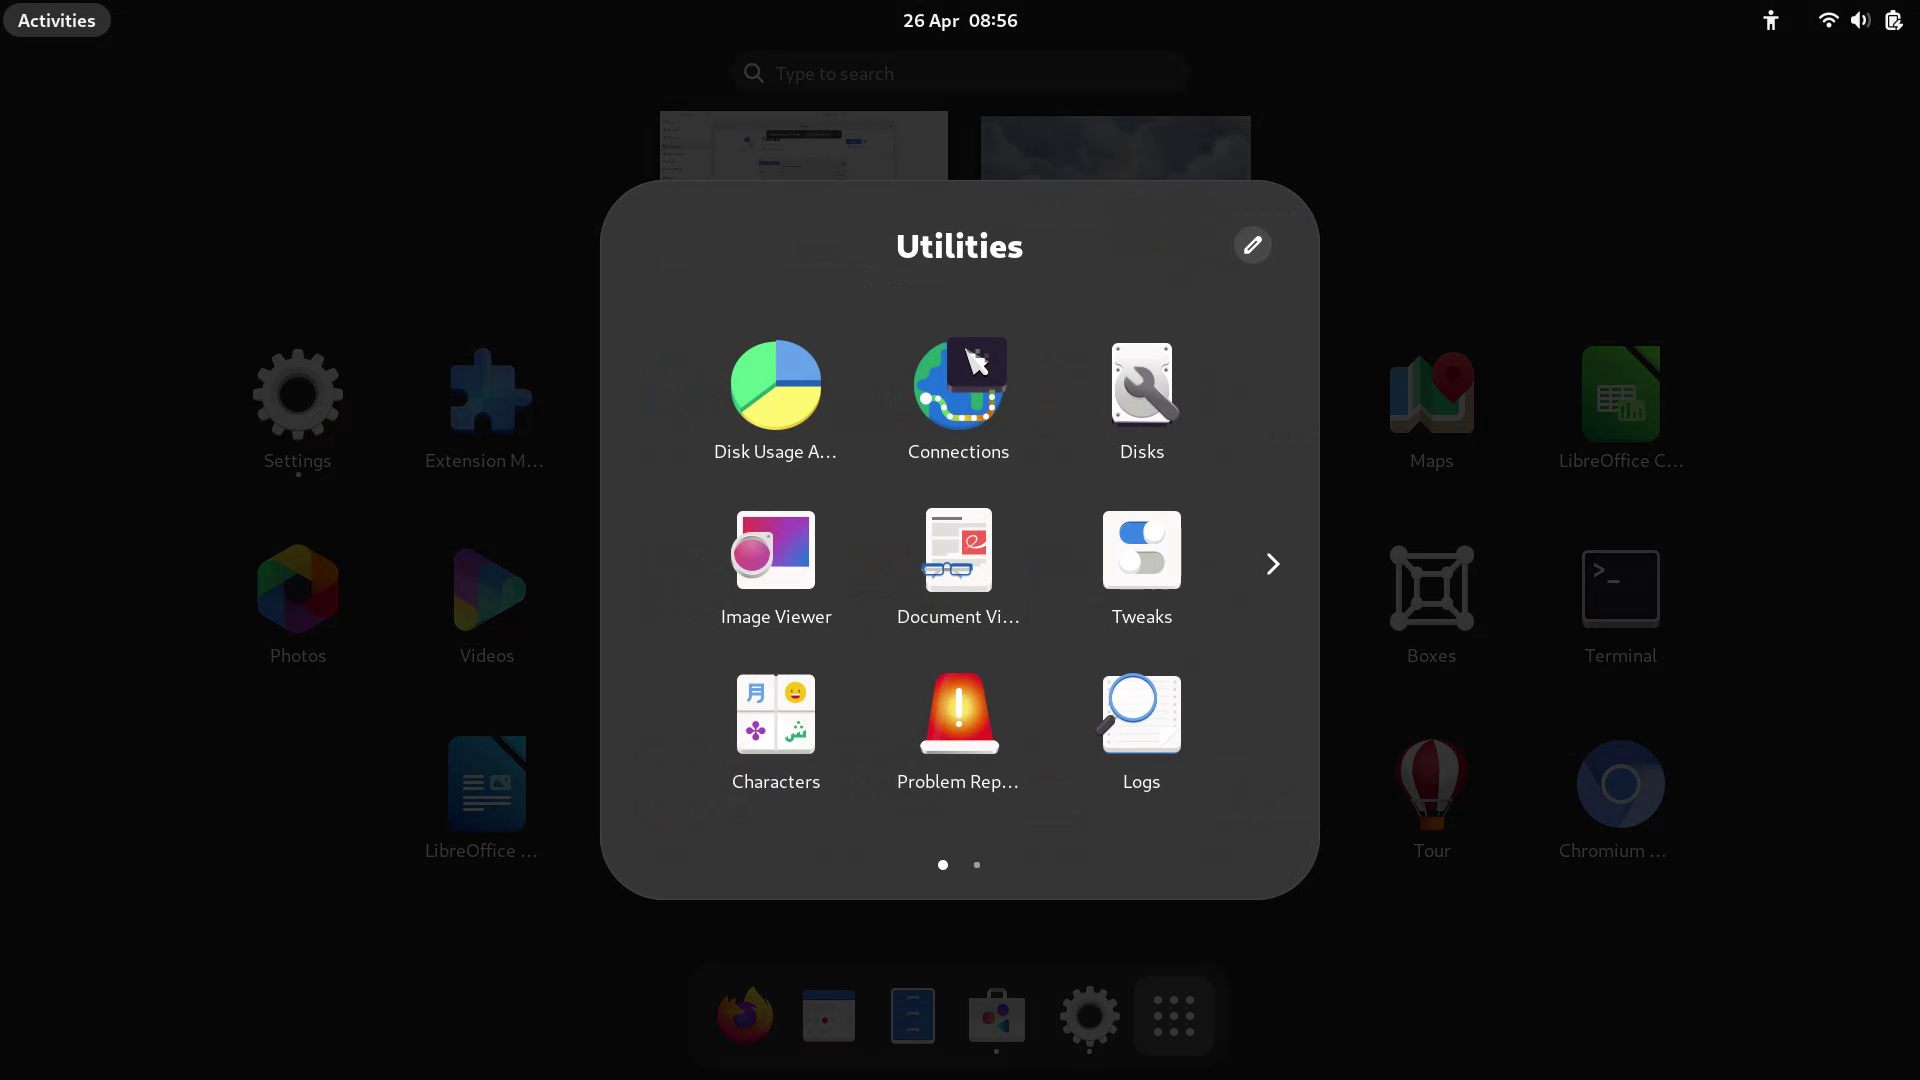 Activities
26 Apr 08:56
Type to search
Utilities
Disk Usage A...
Connections
Disks
Settings
Extension M...
Maps
LibreOffice C...
Image Viewer
Document Vi...
Tweaks
Photos
Videos
Boxes
>_
Terminal
月
ش
Characters
Problem Rep...
Logs
LibreOffice ...
Tour
Chromium ...